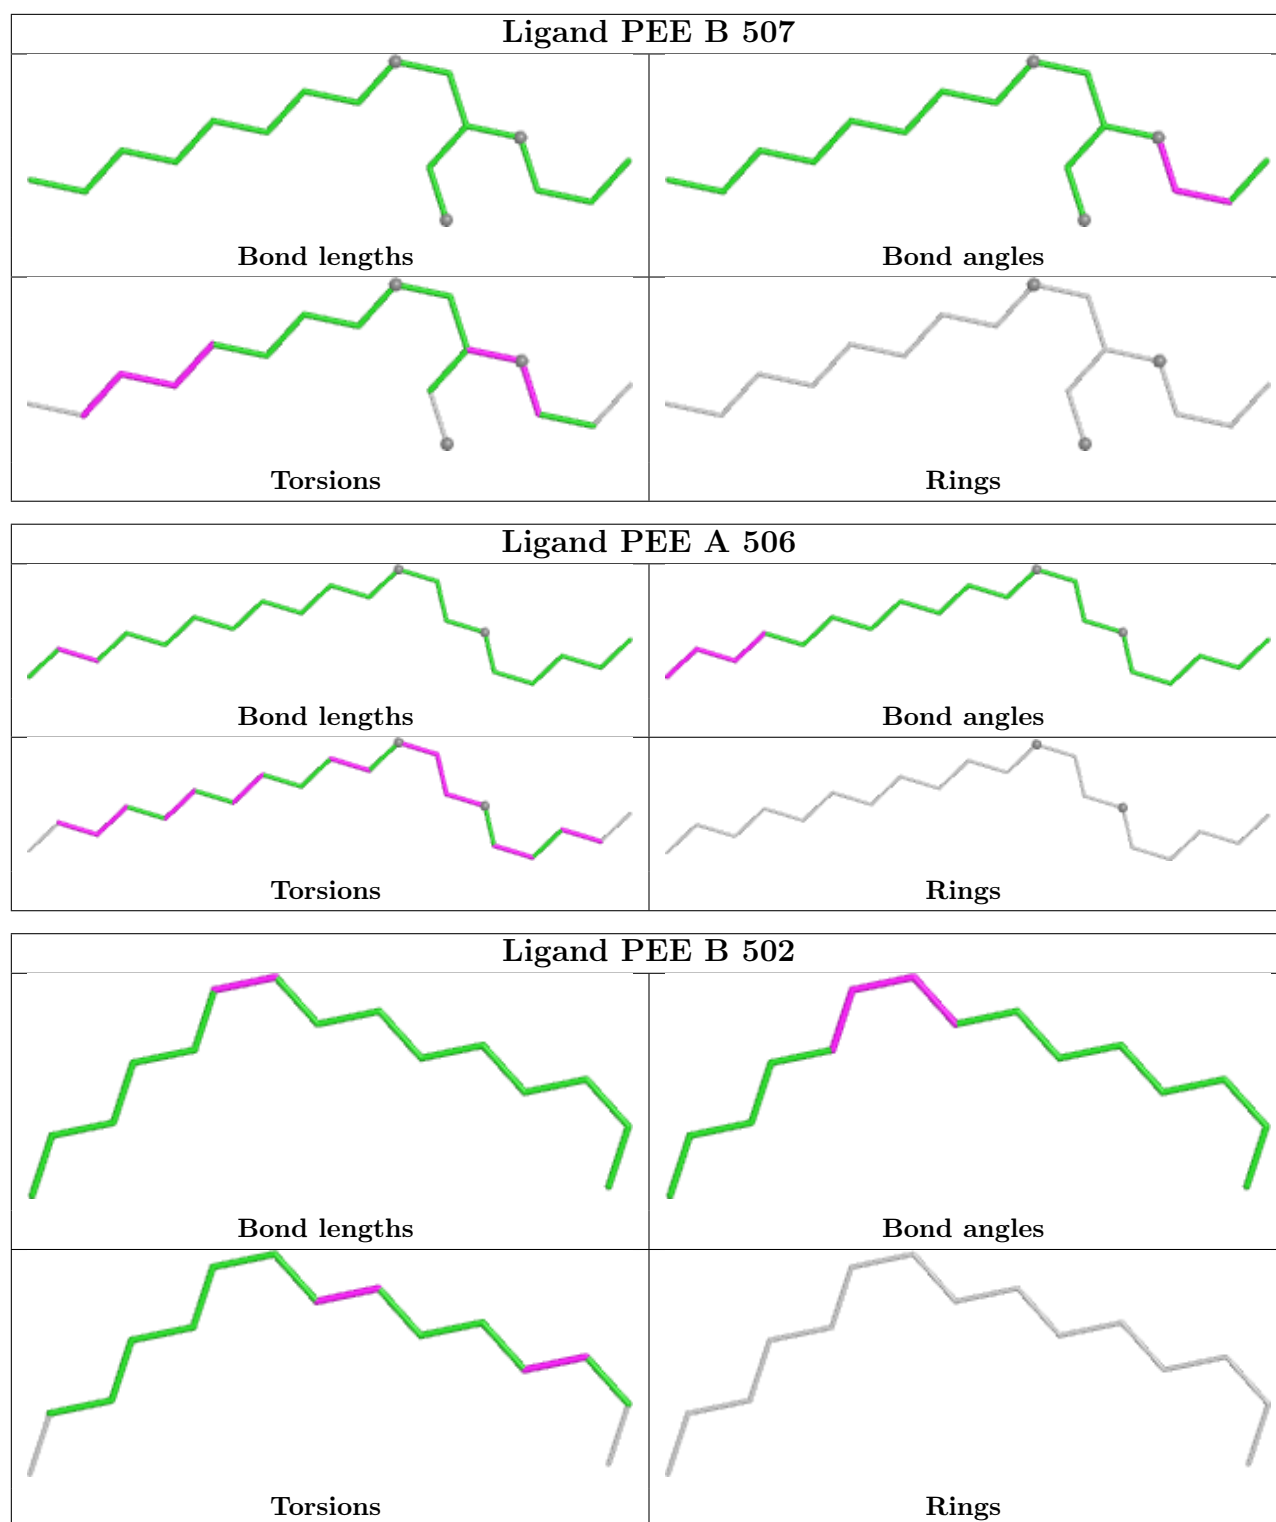 Ligand PEE B 507
Bond lengths
Bond angles
Torsions
Rings
Ligand PEE A 506
Bond lengths
Bond angles
Torsions
Rings
Ligand PEE B 502
Bond lengths
Bond angles
Torsions
Rings